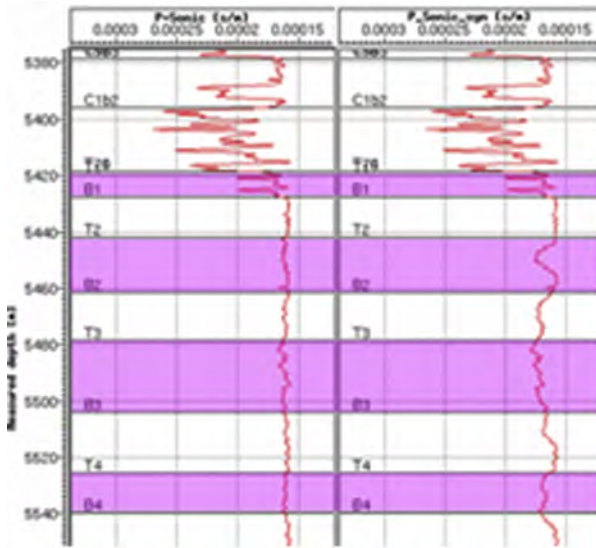 P-Sonic (s/m) P_Sonic_syn (s/m)
0.0003 0.00025 0.0002 0.00015 0.0003 0.00025 0.0002 0.00015
5380
C1b2 C1b2
5400
5420
B1 B1
5440 T2 T2
5460 B2 B2
T3 T3
5480
5500 B3 B3
5520
T4 T4
5540 B4 B4
Measured depth (m)